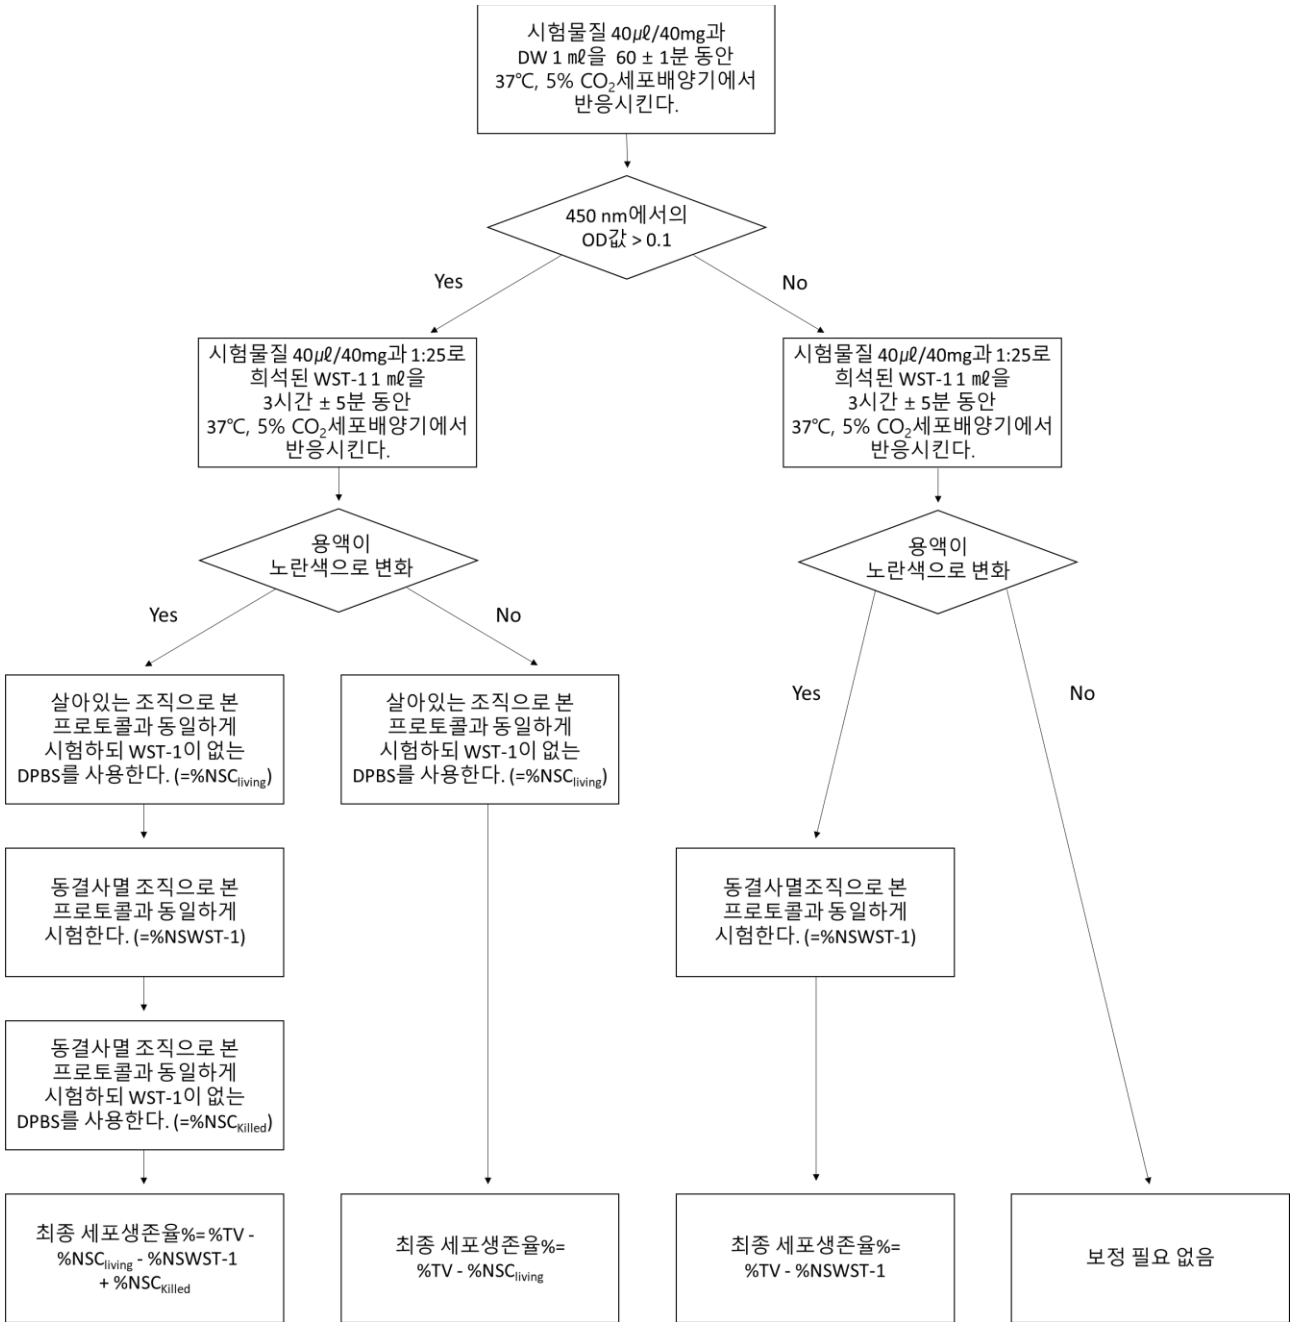 시험물질 40㎕/40mg과
DW 1 ㎖을 60 ± 1분 동안
37℃, 5% CO₂세포배양기에서
반응시킨다.
450 nm에서의
OD값 > 0.1
Yes
No
시험물질 40㎕/40mg과 1:25로
희석된 WST-1 1 ㎖을
3시간 ± 5분 동안
37℃, 5% CO₂세포배양기에서
반응시킨다.
시험물질 40㎕/40mg과 1:25로
희석된 WST-1 1 ㎖을
3시간 ± 5분 동안
37℃, 5% CO₂세포배양기에서
반응시킨다.
용액이
노란색으로 변화
용액이
노란색으로 변화
Yes
No
Yes
No
살아있는 조직으로 본
프로토콜과 동일하게
시험하되 WST-1이 없는
DPBS를 사용한다. (=%NSCliving)
살아있는 조직으로 본
프로토콜과 동일하게
시험하되 WST-1이 없는
DPBS를 사용한다. (=%NSCliving)
동결사멸 조직으로 본
프로토콜과 동일하게
시험한다. (=%NSWST-1)
동결사멸조직으로 본
프로토콜과 동일하게
시험한다. (=%NSWST-1)
동결사멸 조직으로 본
프로토콜과 동일하게
시험하되 WST-1이 없는
DPBS를 사용한다. (=%NSCKilled)
최종 세포생존율%= %TV -
%NSCliving - %NSWST-1
+ %NSCKilled
최종 세포생존율%=
%TV - %NSCliving
최종 세포생존율%=
%TV - %NSWST-1
보정 필요 없음